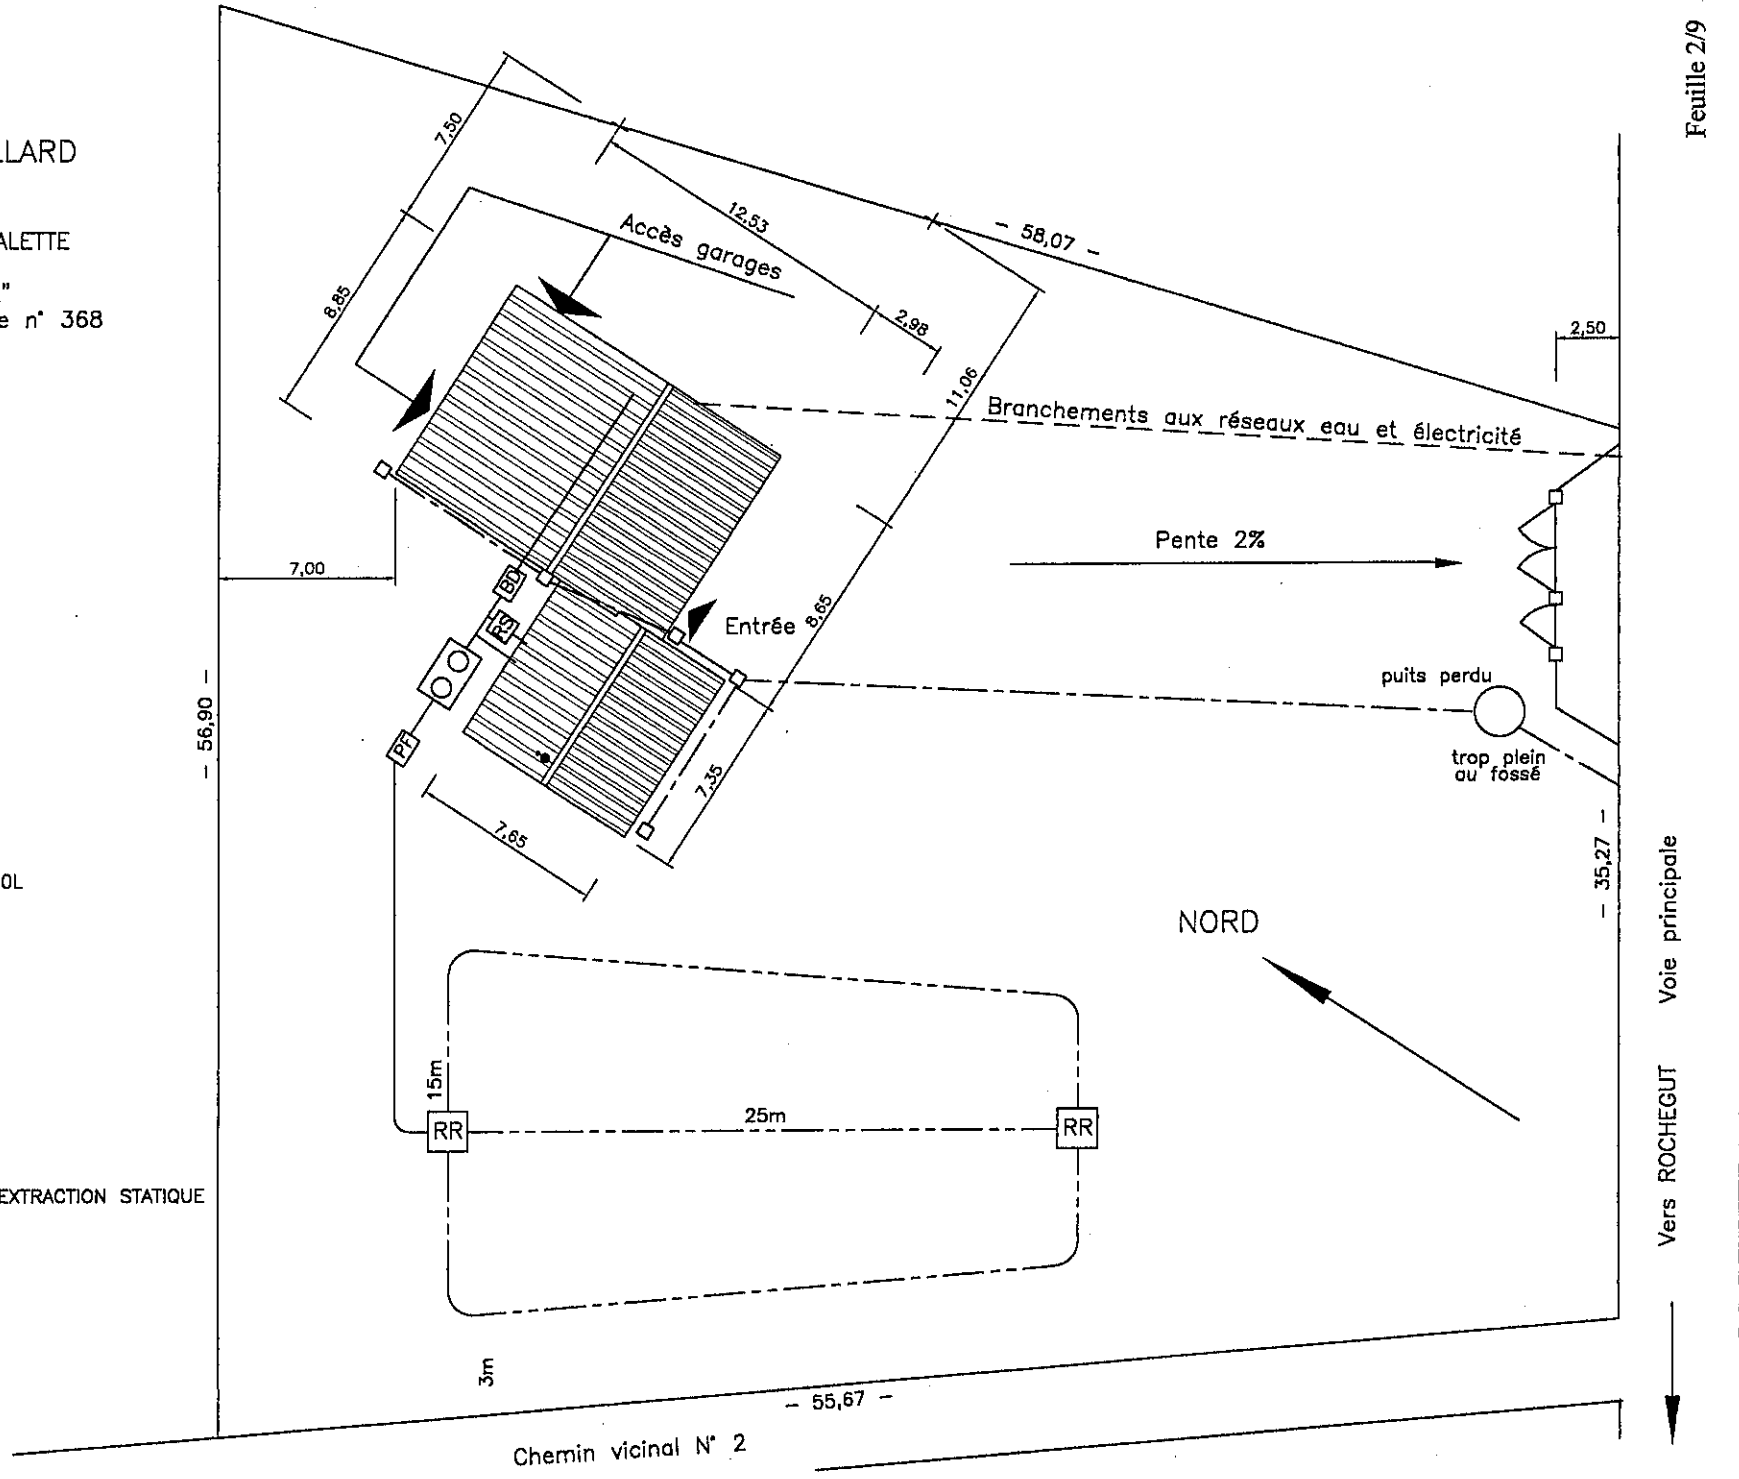 Feuille 2/9
LLARD
ALETTE
"
e n° 368
7,50
8,85
12,53
Accès garages
- 58,07 -
2,98
2,50
11,06
Branchements aux réseaux eau et électricité
7,00
BD
RS
Pente 2%
Entrée
8,65
- 56,90 -
PF
puits perdu
trop plein
au fossé
7,35
7,65
OL
- 35,27 -
Voie principale
NORD
15m
25m
RR
RR
Vers ROCHEGUT
EXTRACTION STATIQUE
3m
- 55,67 -
Chemin vicinal N° 2